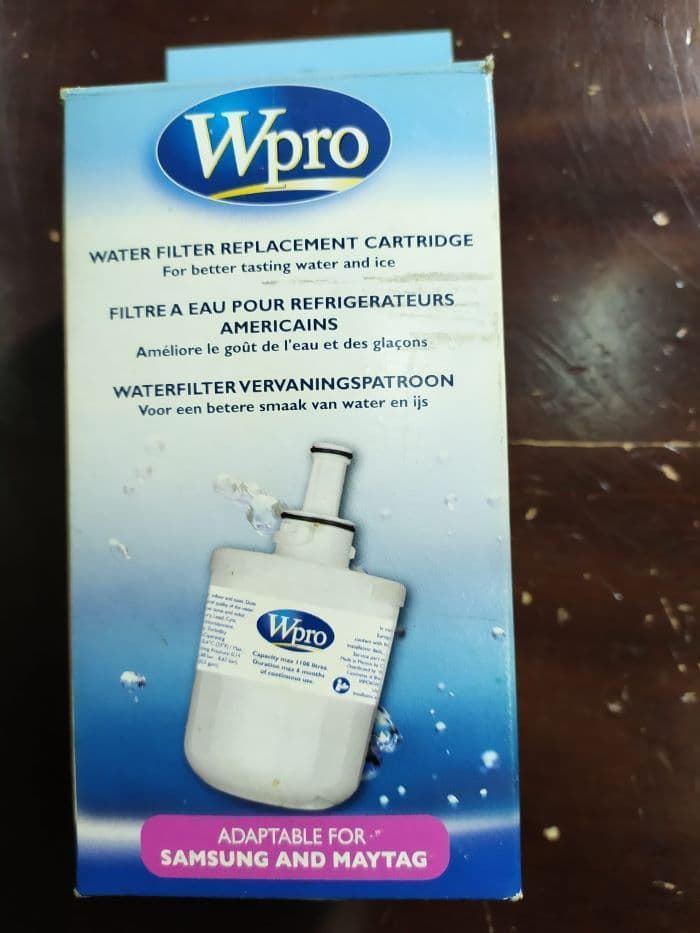 Wpro
WATER FILTER REPLACEMENT CARTRIDGE
For better tasting water and ice
FILTRE A EAU POUR REFRIGERATEURS
AMERICAINS
Améliore le goût de l'eau et des glaçons
WATERFILTER VERVANINGSPATROON
Voor een betere smaak van water en ijs
Wpro
Capacity max 1106 litres
Duration max 6 months
of continuous use.
ADAPTABLE FOR
SAMSUNG AND MAYTAG